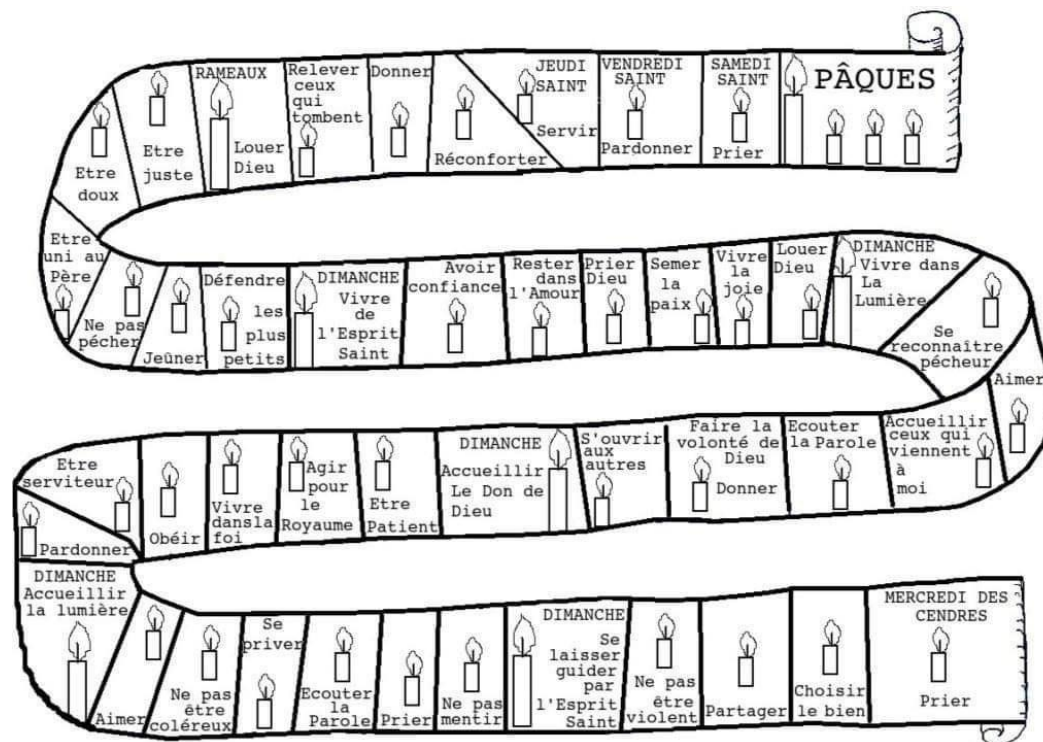 Etre
doux
Etre
juste
RAMEAUX
Louer
Dieu
Relever
ceux
qui
tombent
Donner
Réconforter
JEUDI
SAINT
Servir
VENDREDI
SAINT
Pardonner
SAMEDI
SAINT
Prier
PÂQUES
Etre
uni au
Père
Ne pas
pécher
Jeûner
Défendre
les
plus
petits
DIMANCHE
Vivre
de
l'Esprit
Saint
Avoir
confiance
Rester
dans
l'Amour
Prier
Dieu
Semer
la
paix
Vivre
la
joie
Louer
Dieu
DIMANCHE
Vivre dans
La
Lumière
Se
reconnaître
pécheur
Aimer
Etre
serviteur
Obéir
Vivre
dansla
foi
Agir
pour
le
Royaume
Etre
Patient
DIMANCHE
Accueillir
Le Don de
Dieu
S'ouvrir
aux
autres
Faire la
volonté de
Dieu
Donner
Ecouter
la Parole
Accueillir
ceux qui
viennent
à
moi
Pardonner
DIMANCHE
Accueillir
la lumière
Aimer
Ne pas
être
coléreux
Se
priver
Ecouter
la
Parole
Prier
Ne pas
mentir
DIMANCHE
Se
laisser
guider
par
l'Esprit
Saint
Ne pas
être
violent
Partager
Choisir
le bien
MERCREDI DES
CENDRES
Prier